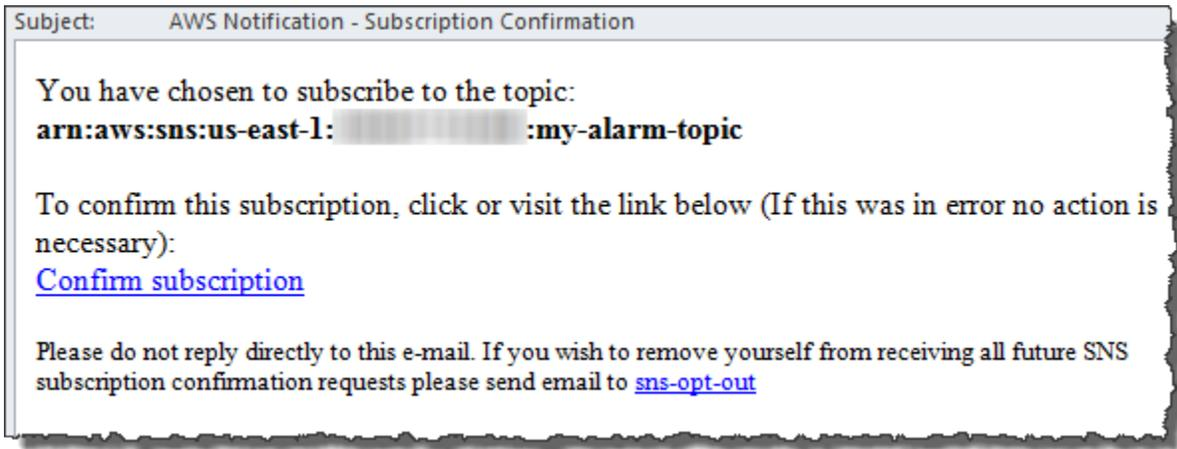 Subject: AWS Notification - Subscription Confirmation
You have chosen to subscribe to the topic:
arn:aws:sns:us-east-1: :my-alarm-topic
To confirm this subscription, click or visit the link below (If this was in error no action is
necessary):
Confirm subscription
Please do not reply directly to this e-mail. If you wish to remove yourself from receiving all future SNS
subscription confirmation requests please send email to sns-opt-out